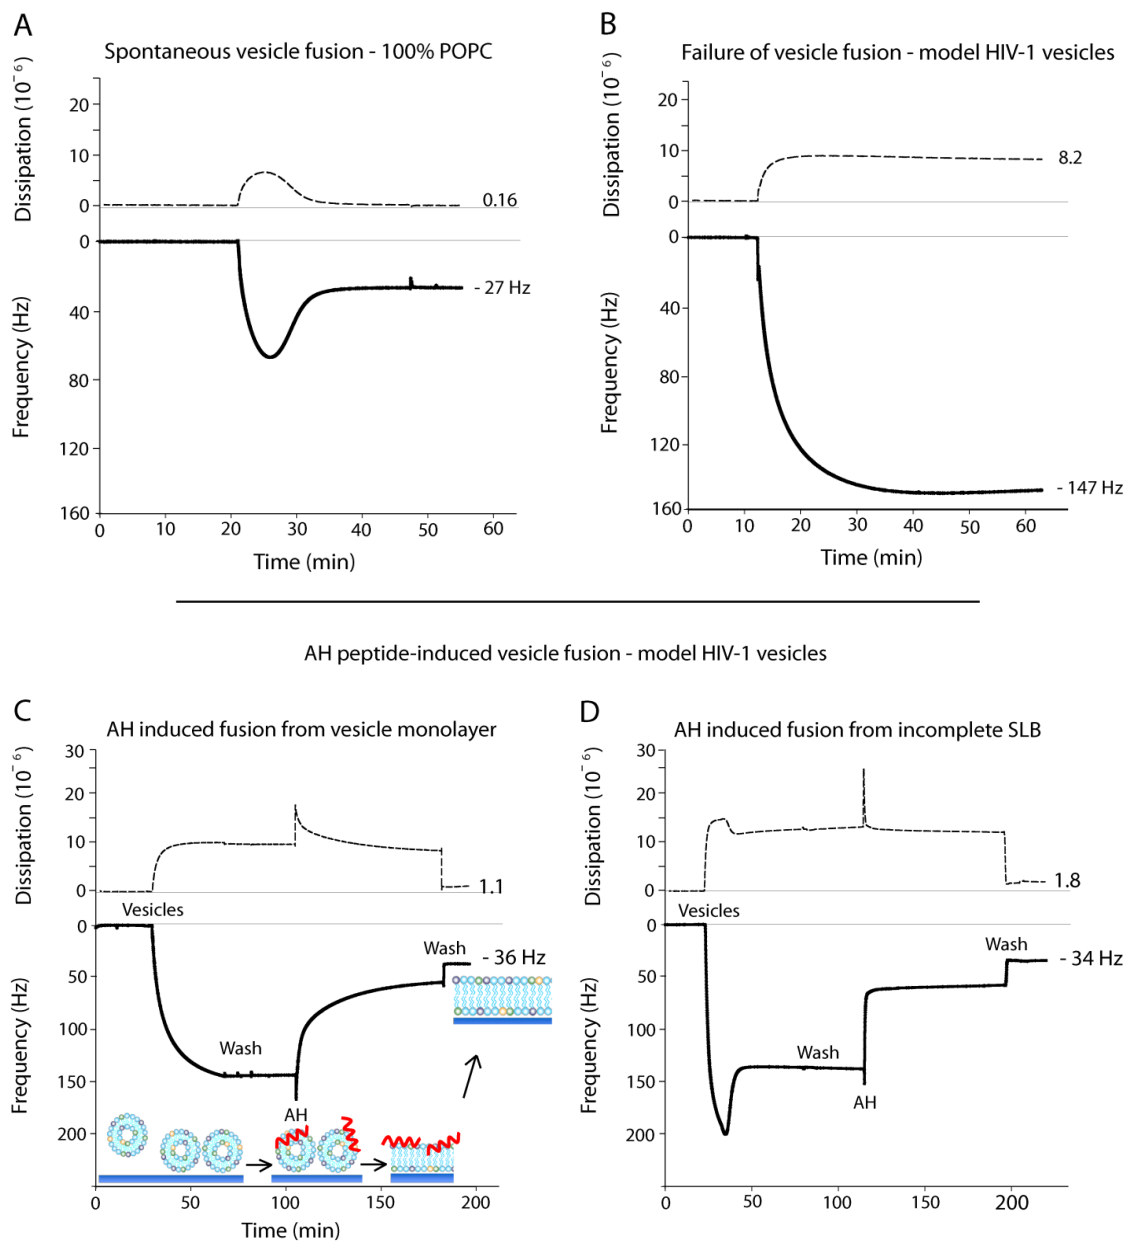 A
Spontaneous vesicle fusion - 100% POPC
Dissipation (10⁻⁶)
20
10
0
0.16
0
40
80
120
160
- 27 Hz
Frequency (Hz)
0 10 20 30 40 50 60
Time (min)
B
Failure of vesicle fusion - model HIV-1 vesicles
Dissipation (10⁻⁶)
20
10
0
8.2
0
40
80
120
160
- 147 Hz
Frequency (Hz)
0 10 20 30 40 50 60
Time (min)
AH peptide-induced vesicle fusion - model HIV-1 vesicles
C
AH induced fusion from vesicle monolayer
Dissipation (10⁻⁶)
30
20
10
0
1.1
Vesicles
0
50
100
150
200
Wash
- 36 Hz
Wash
AH
Frequency (Hz)
0 50 100 150 200
Time (min)
D
AH induced fusion from incomplete SLB
Dissipation (10⁻⁶)
30
20
10
0
1.8
Vesicles
0
50
100
150
200
Wash
- 34 Hz
Wash
AH
Frequency (Hz)
0 50 100 150 200